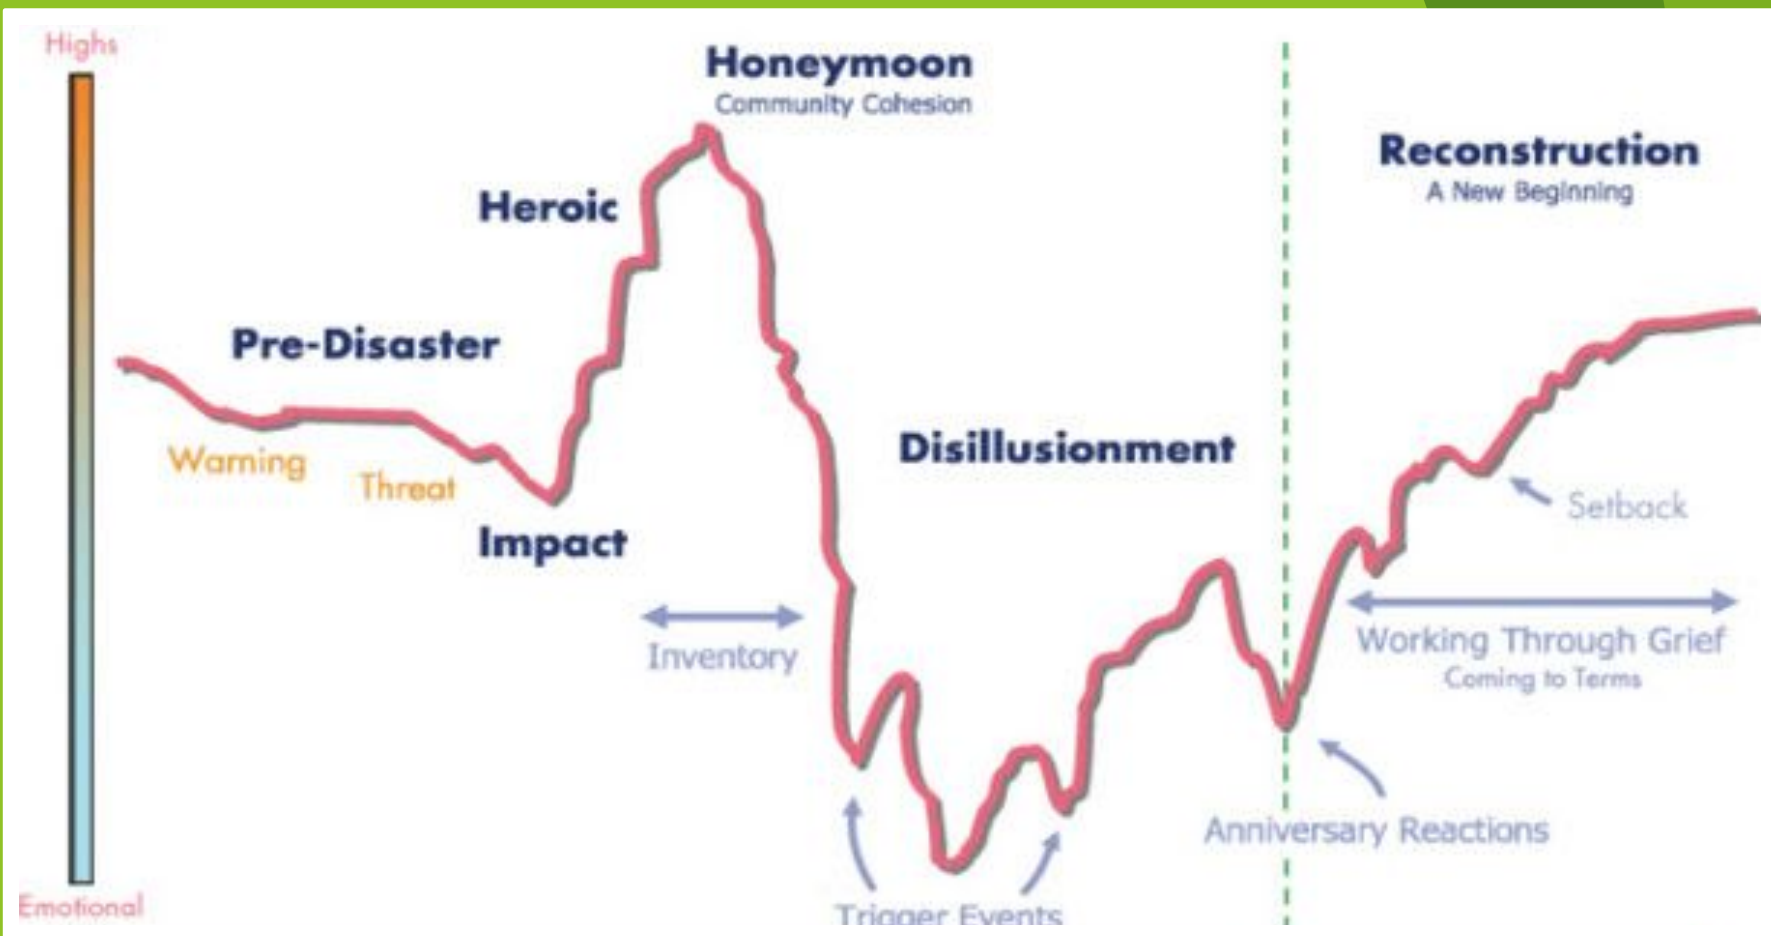 Highs
Honeymoon
Community Cohesion
Reconstruction
A New Beginning
Heroic
Pre-Disaster
Warning
Threat
Impact
Disillusionment
Setback
Inventory
Working Through Grief
Coming to Terms
Anniversary Reactions
Emotional
Trigger Events